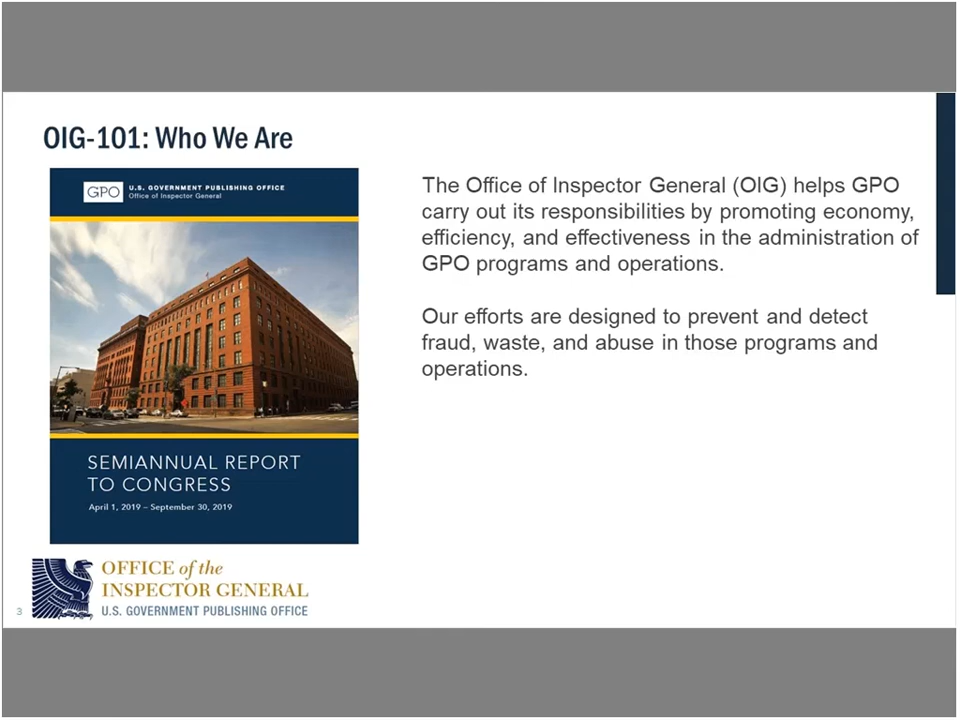 OIG-101: Who We Are
GPO
U.S. GOVERNMENT PUBLISHING OFFICE
Office of Inspector General
SEMIANNUAL REPORT
TO CONGRESS
April 1, 2019 – September 30, 2019
The Office of Inspector General (OIG) helps GPO
carry out its responsibilities by promoting economy,
efficiency, and effectiveness in the administration of
GPO programs and operations.
Our efforts are designed to prevent and detect
fraud, waste, and abuse in those programs and
operations.
3
OFFICE of the
INSPECTOR GENERAL
U.S. GOVERNMENT PUBLISHING OFFICE